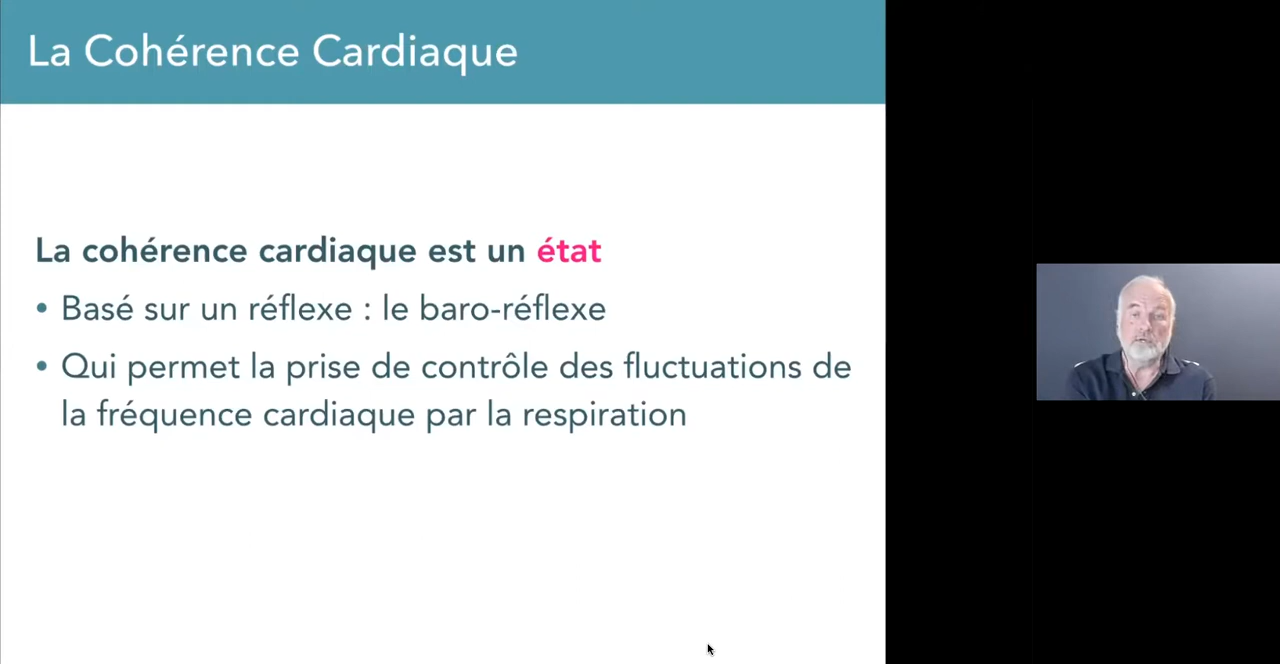 La Cohérence Cardiaque
La cohérence cardiaque est un état
• Basé sur un réflexe : le baro-réflexe
• Qui permet la prise de contrôle des fluctuations de
la fréquence cardiaque par la respiration